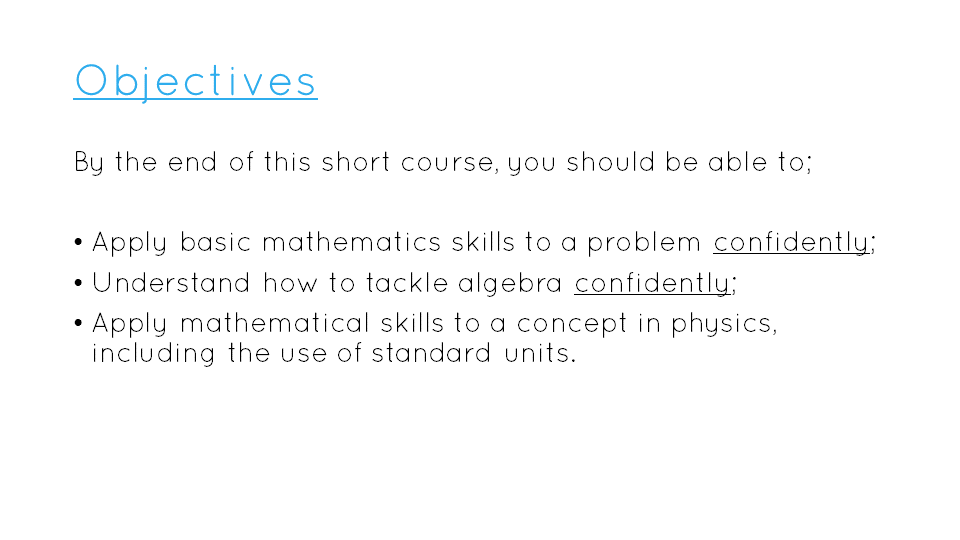 Objectives
By the end of this short course, you should be able to;
• Apply basic mathematics skills to a problem confidently;
• Understand how to tackle algebra confidently;
• Apply mathematical skills to a concept in physics,
including the use of standard units.